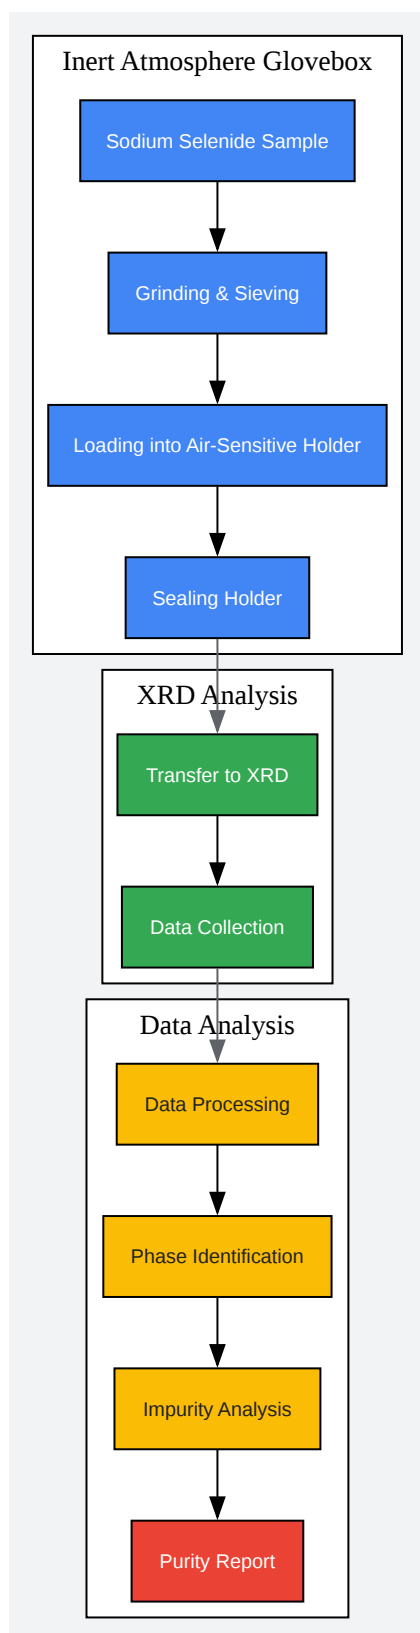 Inert Atmosphere Glovebox
Sodium Selenide Sample
Grinding & Sieving
Loading into Air-Sensitive Holder
Sealing Holder
XRD Analysis
Transfer to XRD
Data Collection
Data Analysis
Data Processing
Phase Identification
Impurity Analysis
Purity Report